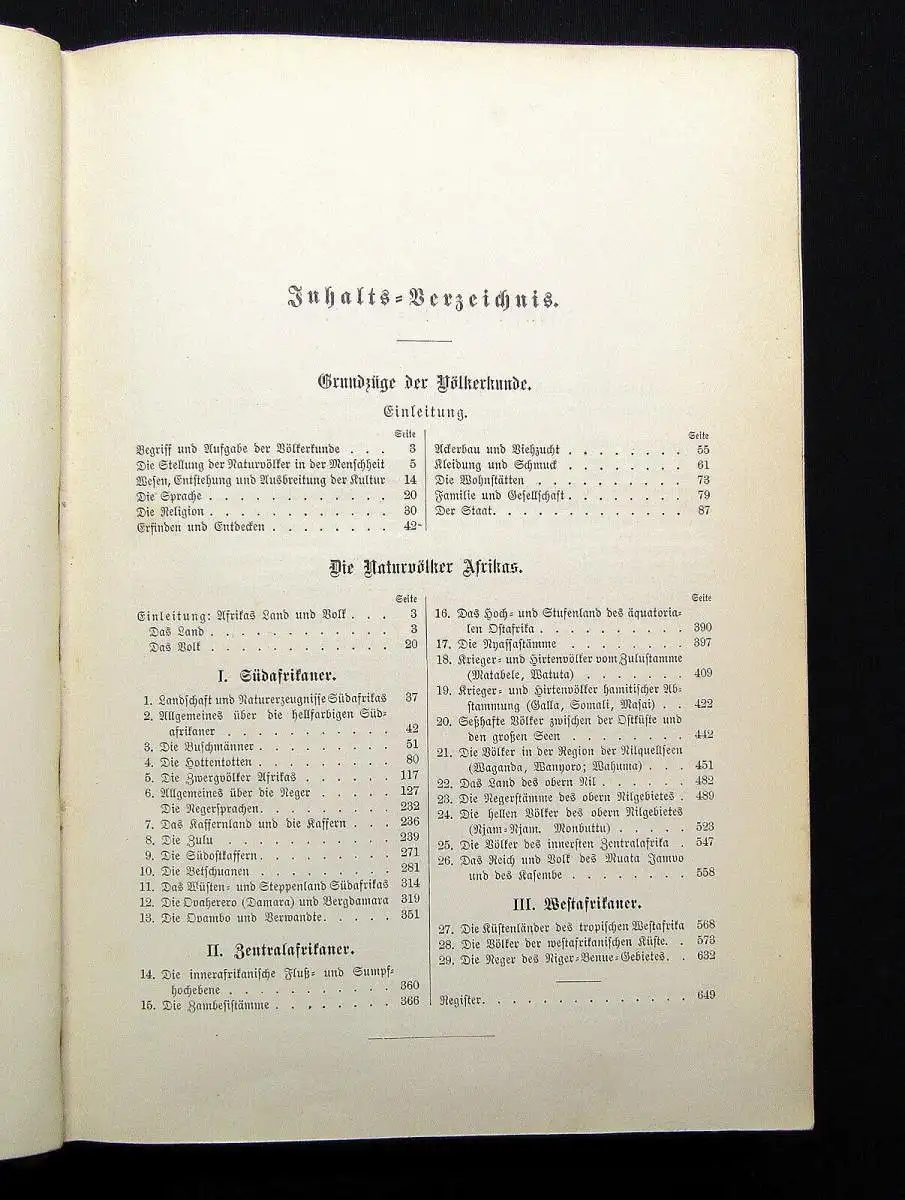 Inhalts-Verzeichnis.
Grundzüge der Völkerkunde.
Einleitung.
Seite
Begriff und Aufgabe der Völkerkunde . . . 3
Die Stellung der Naturvölker in der Menschheit 5
Wesen, Entstehung und Ausbreitung der Kultur 14
Die Sprache . . . . . . . . . . . . 20
Die Religion . . . . . . . . . . . . 30
Erfinden und Entdecken . . . . . . . . 42
Seite
Ackerbau und Viehzucht . . . . . . . . 55
Kleidung und Schmuck . . . . . . . . 61
Die Wohnstätten . . . . . . . . . . 73
Familie und Gesellschaft . . . . . . . . 79
Der Staat. . . . . . . . . . . . . 87
Die Naturvölker Afrikas.
Seite
Einleitung: Afrikas Land und Volk . . . 3
Das Land . . . . . . . . . . . . 3
Das Volk . . . . . . . . . . . . 20
I. Südafrikaner.
1. Landschaft und Naturerzeugnisse Südafrikas 37
2. Allgemeines über die hellfarbigen Süd-
afrikaner . . . . . . . . . . . 42
3. Die Buschmänner . . . . . . . . . 51
4. Die Hottentotten . . . . . . . . . 80
5. Die Zwergvölker Afrikas . . . . . . 117
6. Allgemeines über die Neger . . . . . 127
Die Negersprachen. . . . . . . . . 232
7. Das Kaffernland und die Kaffern . . . 236
8. Die Zulu . . . . . . . . . . . 239
9. Die Südostkaffern. . . . . . . . . 271
10. Die Betschuanen . . . . . . . . . 281
11. Das Wüsten- und Steppenland Südafrikas 314
12. Die Ovaherero (Damara) und Bergdamara 319
13. Die Ovambo und Verwandte. . . . . 351
II. Zentralafrikaner.
14. Die innerafrikanische Fluß- und Sumpf-
hochebene . . . . . . . . . . . 360
15. Die Zambesistämme . . . . . . . . 366
Seite
16. Das Hoch- und Stufenland des äquatoria-
len Ostafrika . . . . . . . . . . 390
17. Die Nyassastämme . . . . . . . . 397
18. Krieger- und Hirtenvölker vom Zulustamme
(Matabele, Watuta) . . . . . . . . 409
19. Krieger- und Hirtenvölker hamitischer Ab-
stammung (Galla, Somali, Masai) . . . 422
20. Seßhafte Völker zwischen der Ostküste und
den großen Seen . . . . . . . . 442
21. Die Völker in der Region der Nilquellseen
(Waganda, Wanyoro; Wahuma) . . . 451
22. Das Land des obern Nil . . . . . . 482
23. Die Negerstämme des obern Nilgebietes . 489
24. Die hellen Völker des obern Nilgebietes
(Njam-Njam. Monbuttu) . . . . . 523
25. Die Völker des innersten Zentralafrika . . 547
26. Das Reich und Volk des Muata Jamvo
und des Kasembe . . . . . . . . 558
III. Westafrikaner.
27. Die Küstenländer des tropischen Westafrika 568
28. Die Völker der westafrikanischen Küste. . 573
29. Die Neger des Niger-Benue-Gebietes. . 632
Register. . . . . . . . . . . . . . 649